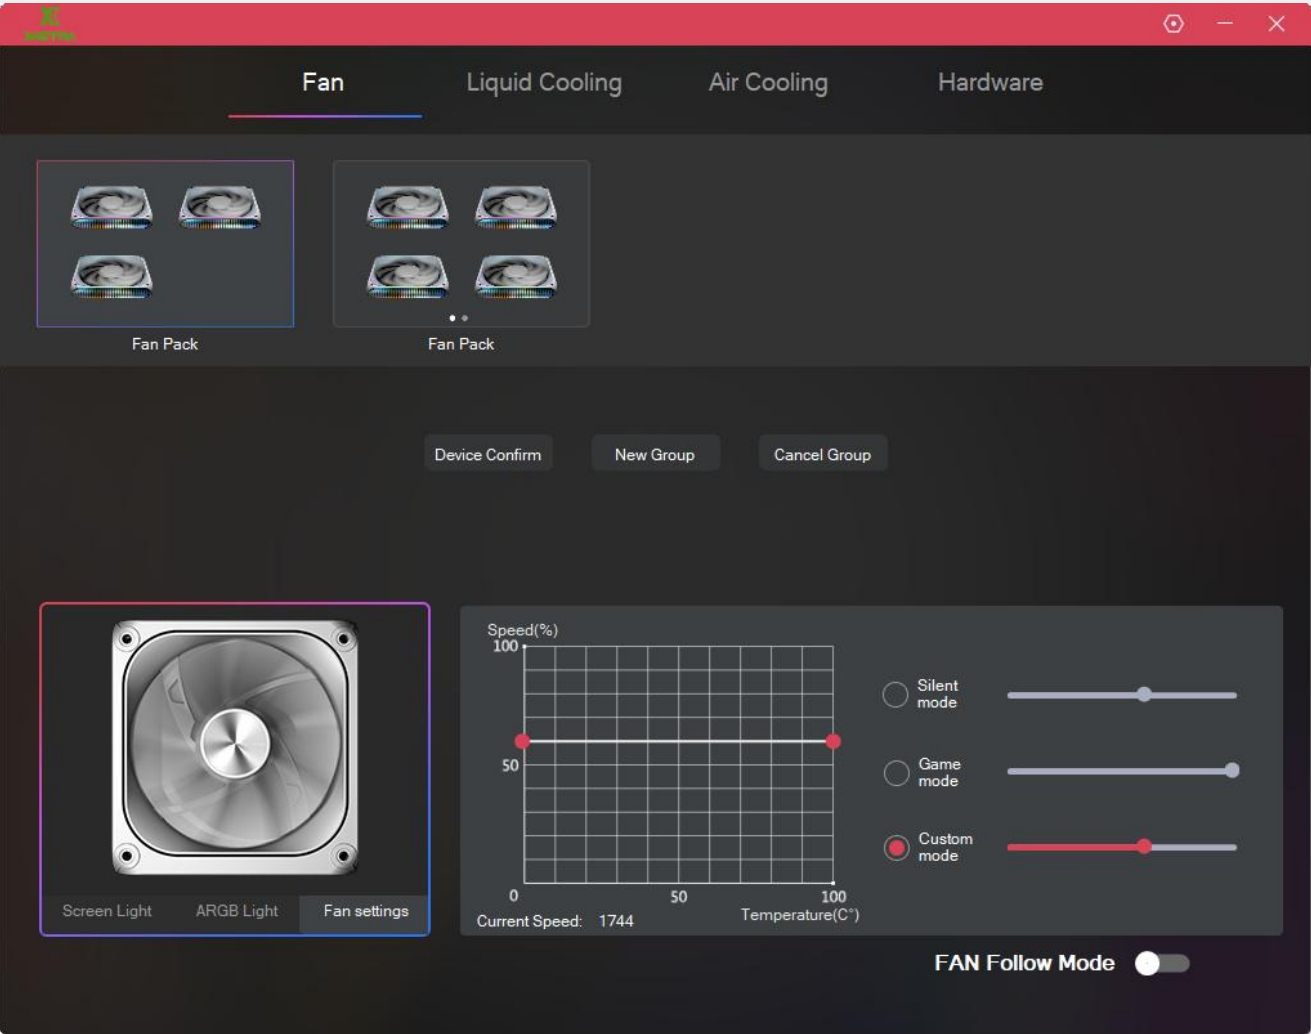 Fan
Liquid Cooling
Air Cooling
Hardware
Fan Pack
Fan Pack
Device Confirm
New Group
Cancel Group
Screen Light
ARGB Light
Fan settings
Speed(%)
100
50
0
50
100
Temperature(C°)
Current Speed: 1744
Silent
mode
Game
mode
Custom
mode
FAN Follow Mode